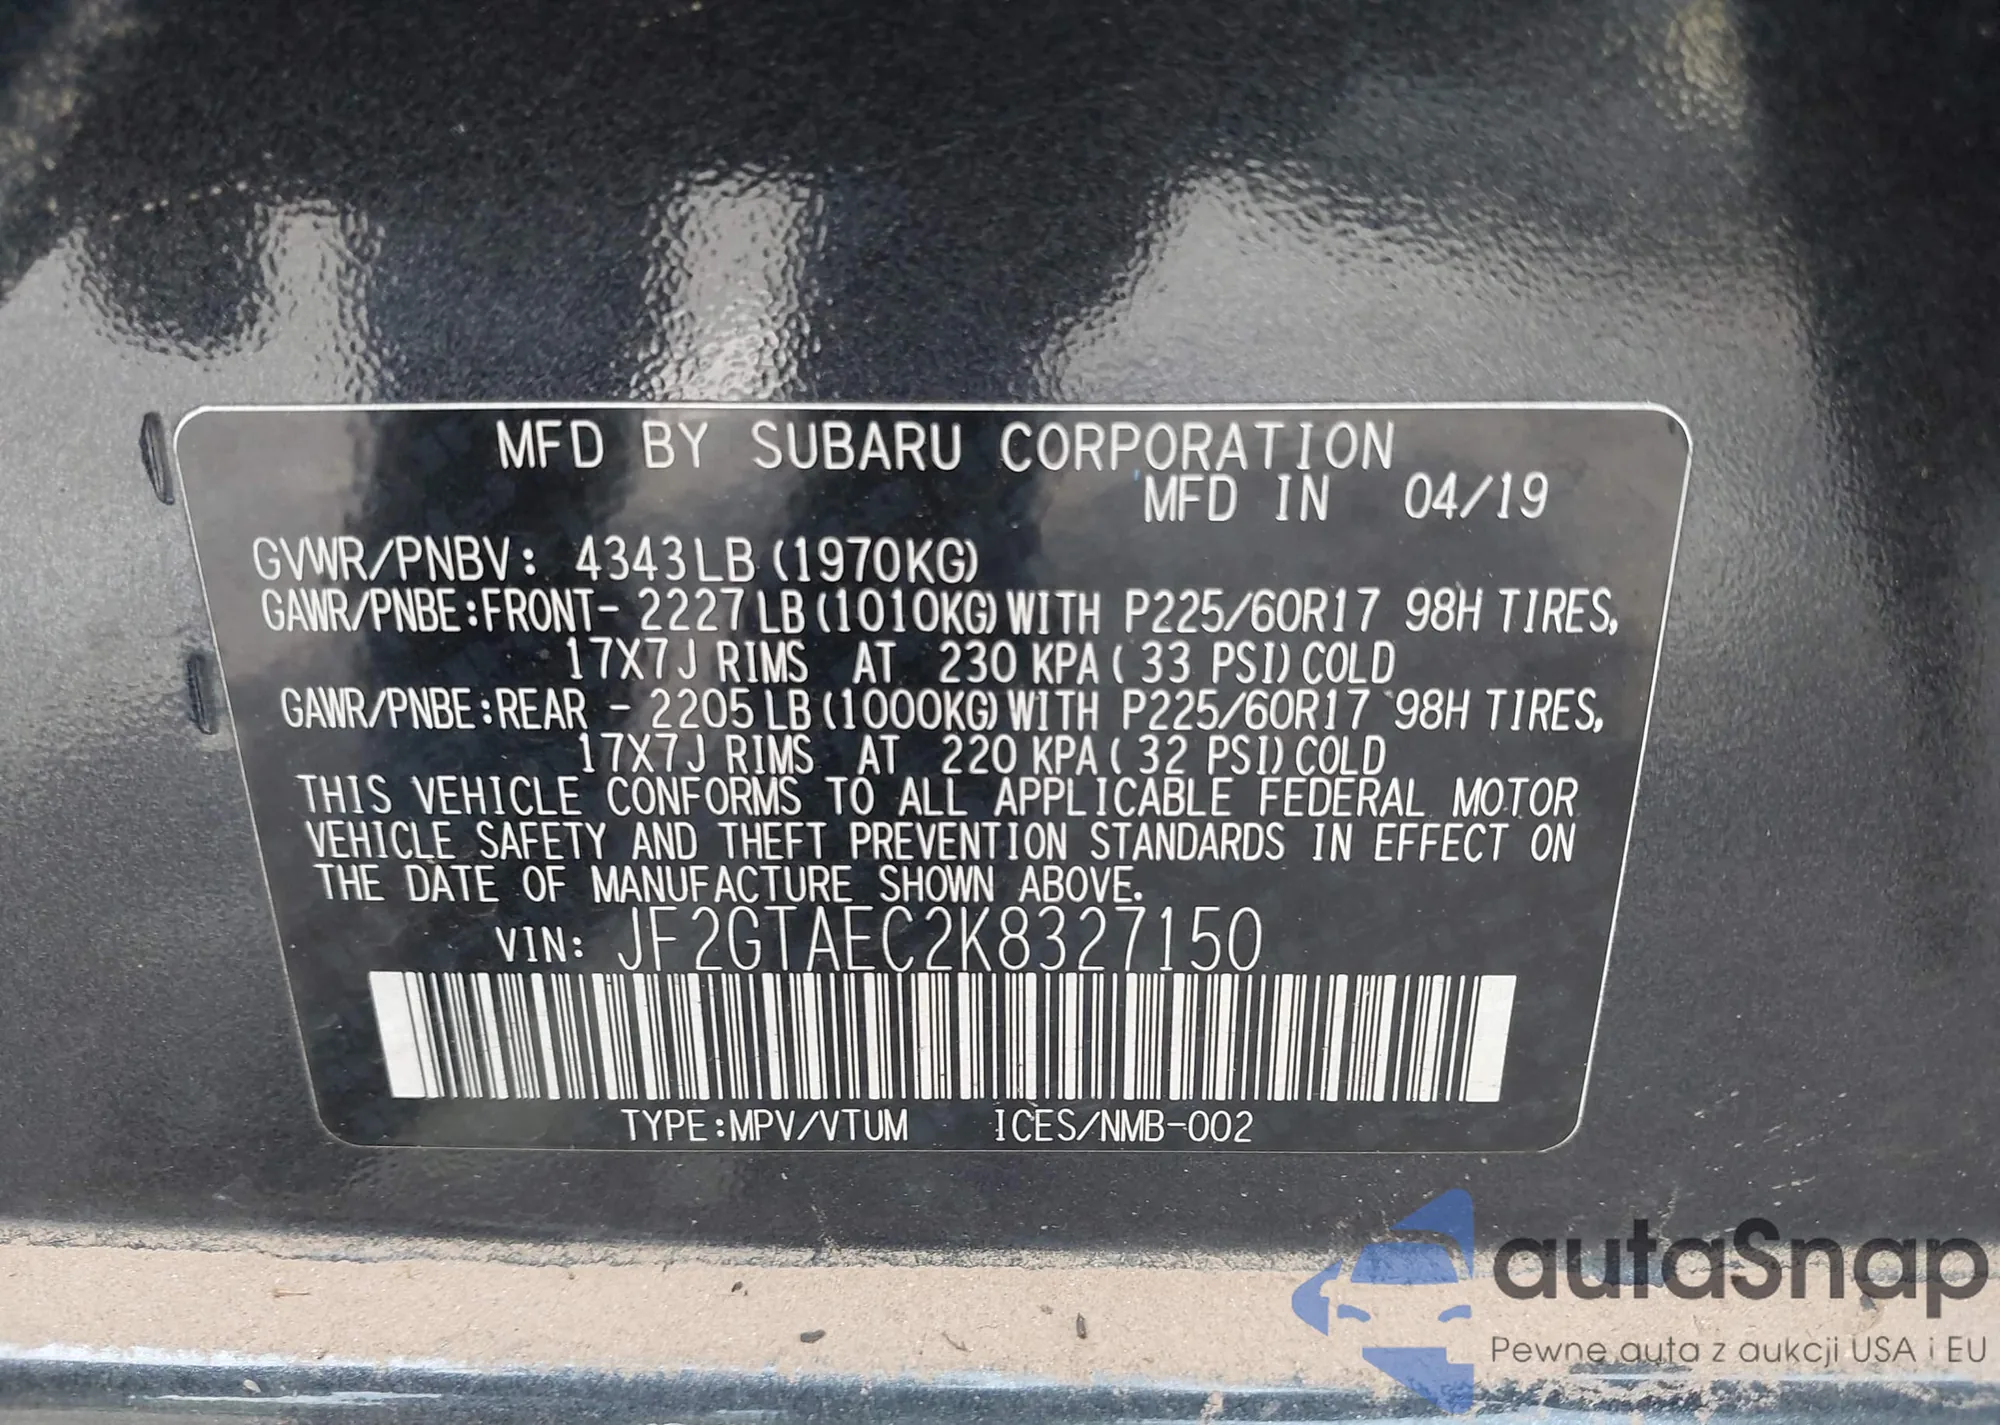 MFD BY SUBARU CORPORATION
MFD IN 04/19
GVWR/PNBV: 4343LB(1970KG)
GAWR/PNBE:FRONT- 2227LB(1010KG)WITH P225/60R17 98H TIRES,
17X7J RIMS AT 230 KPA( 33 PSI)COLD
GAWR/PNBE:REAR - 2205LB(1000KG)WITH P225/60R17 98H TIRES,
17X7J RIMS AT 220 KPA( 32 PSI)COLD
THIS VEHICLE CONFORMS TO ALL APPLICABLE FEDERAL MOTOR
VEHICLE SAFETY AND THEFT PREVENTION STANDARDS IN EFFECT ON
THE DATE OF MANUFACTURE SHOWN ABOVE.
VIN: JF2GTAEC2K8327150
TYPE:MPV/VTUM ICES/NMB-002
autaSnap
Pewne auta z aukcji USA i EU